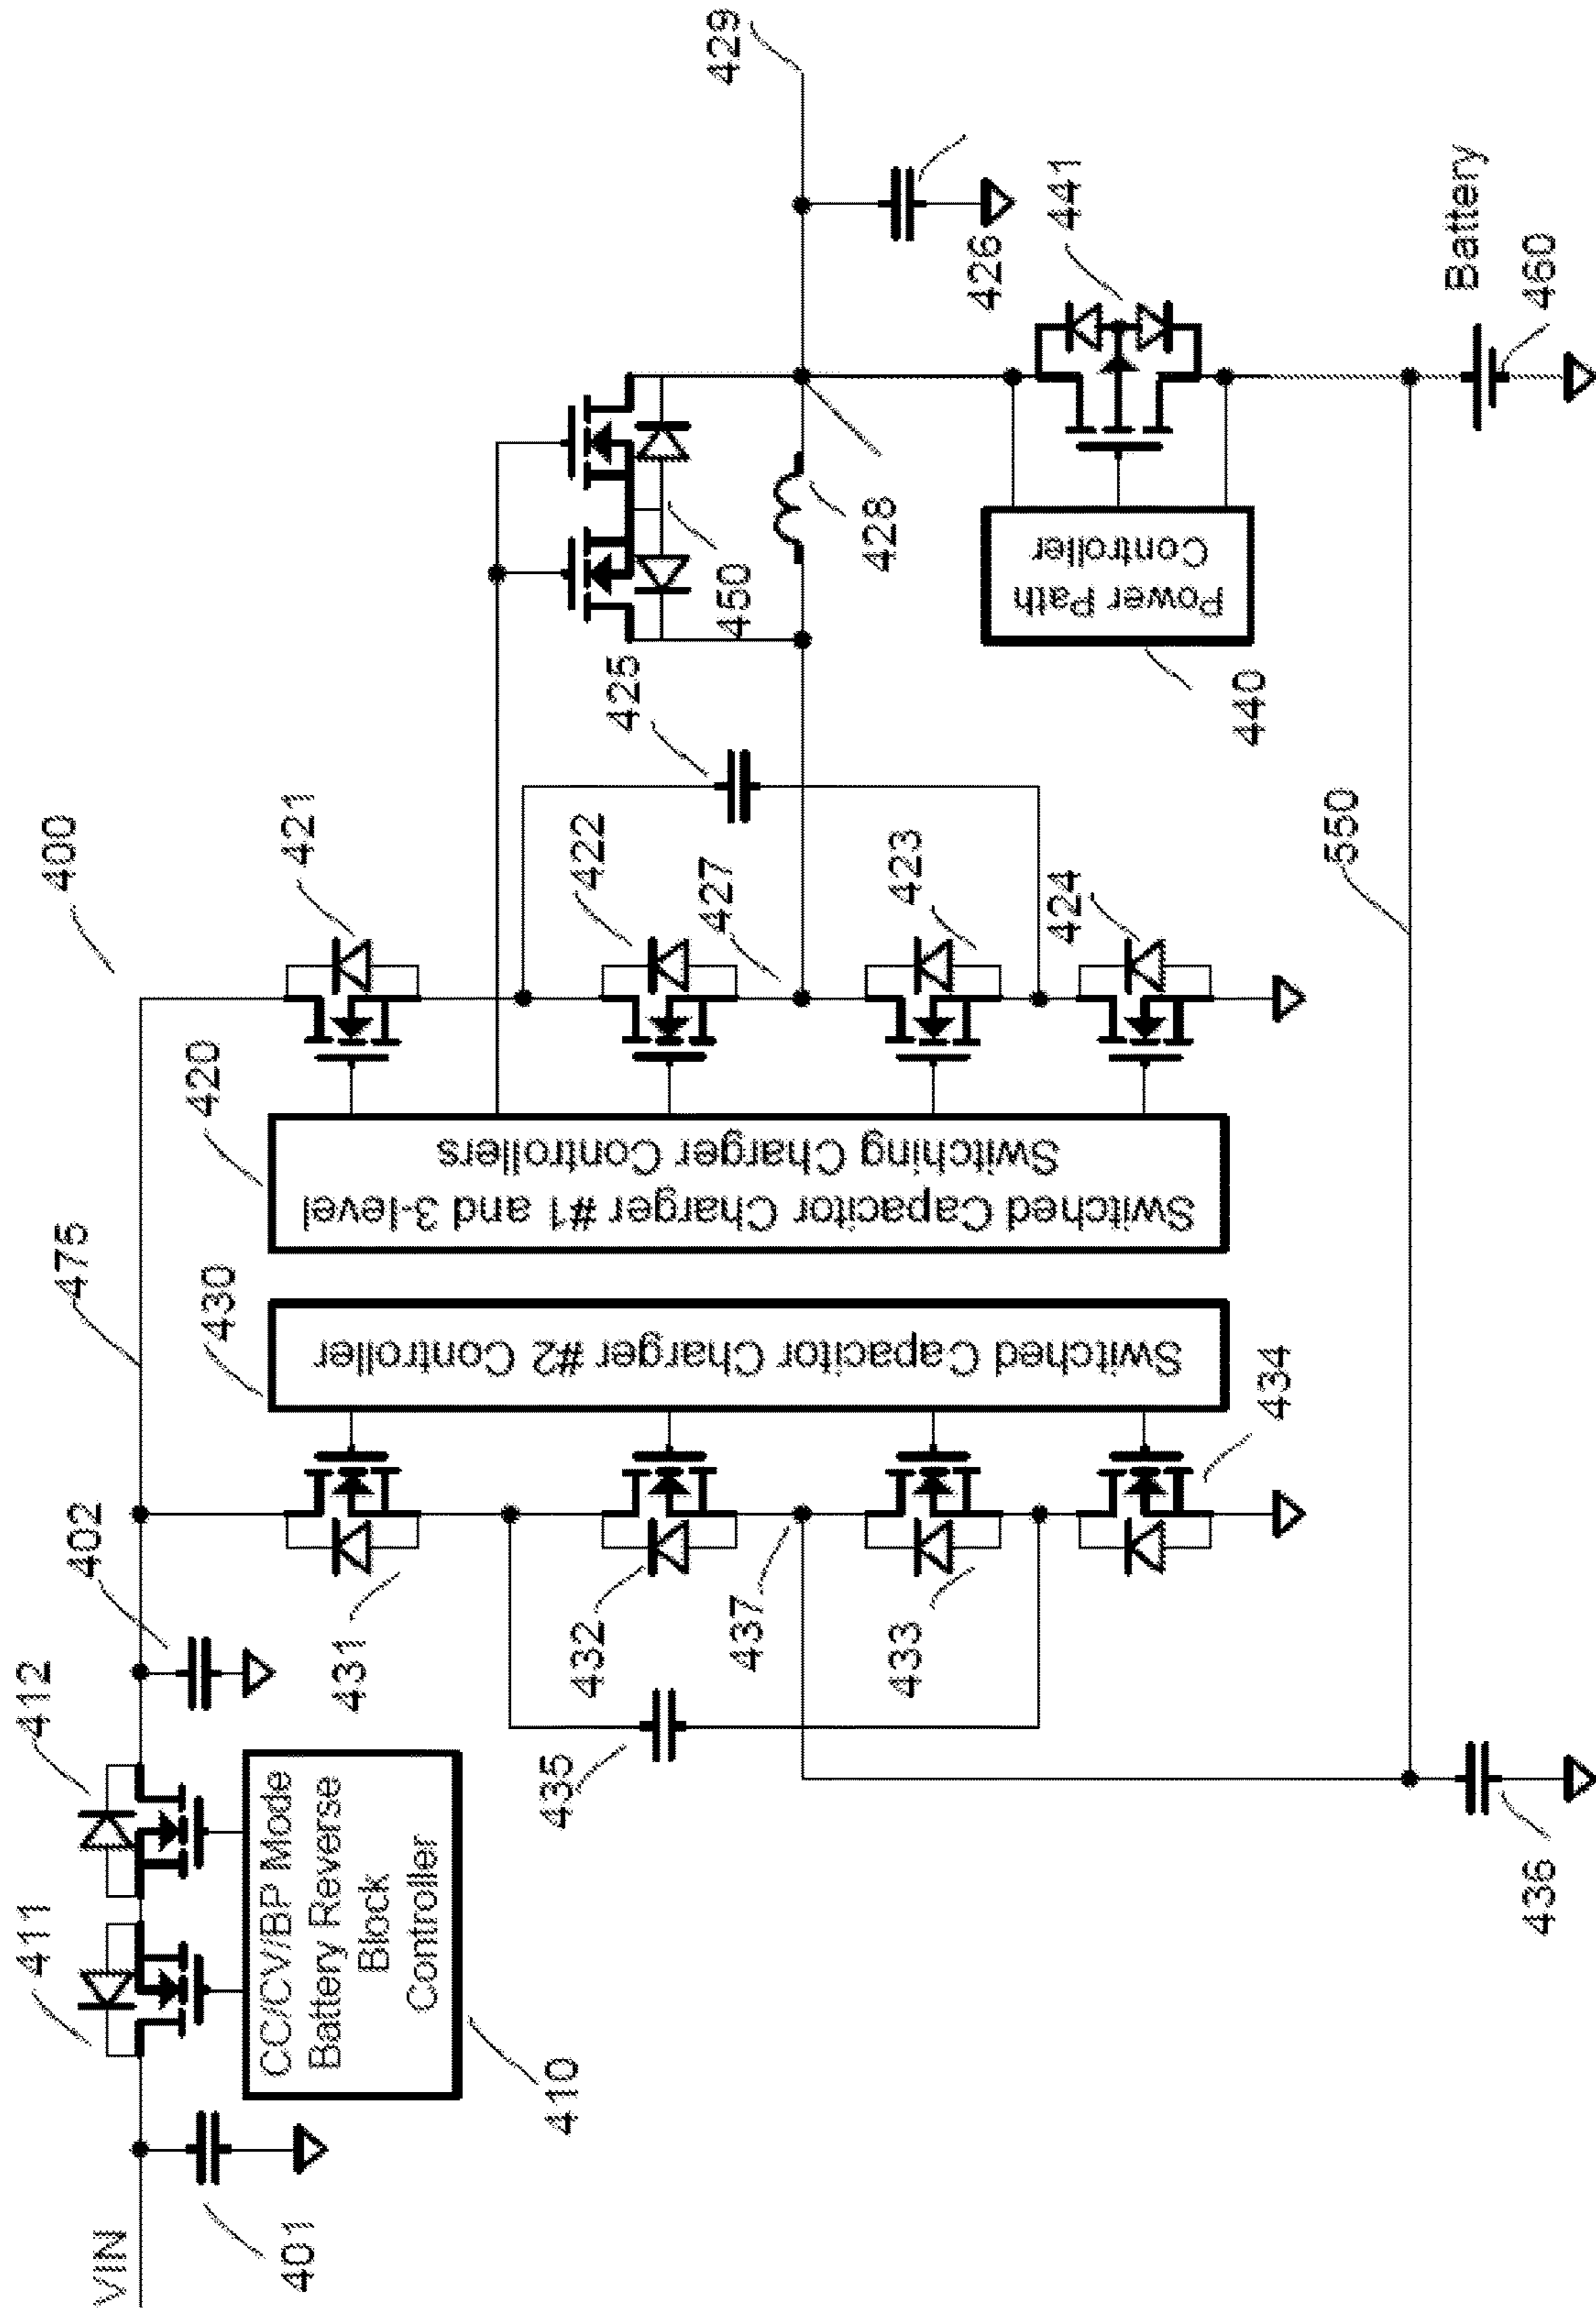 400
VIN
401
411
412
402
475
CC/CV/BP Mode
Battery Reverse
Block
Controller
410
431
432
437
433
434
435
436
430
Switched Capacitor Charger #2 Controller
420
Switched Capacitor Charger #1 and 3-level
Switching Charger Controllers
421
422
427
423
424
425
450
428
429
426
441
Power Path
Controller
440
550
Battery
460